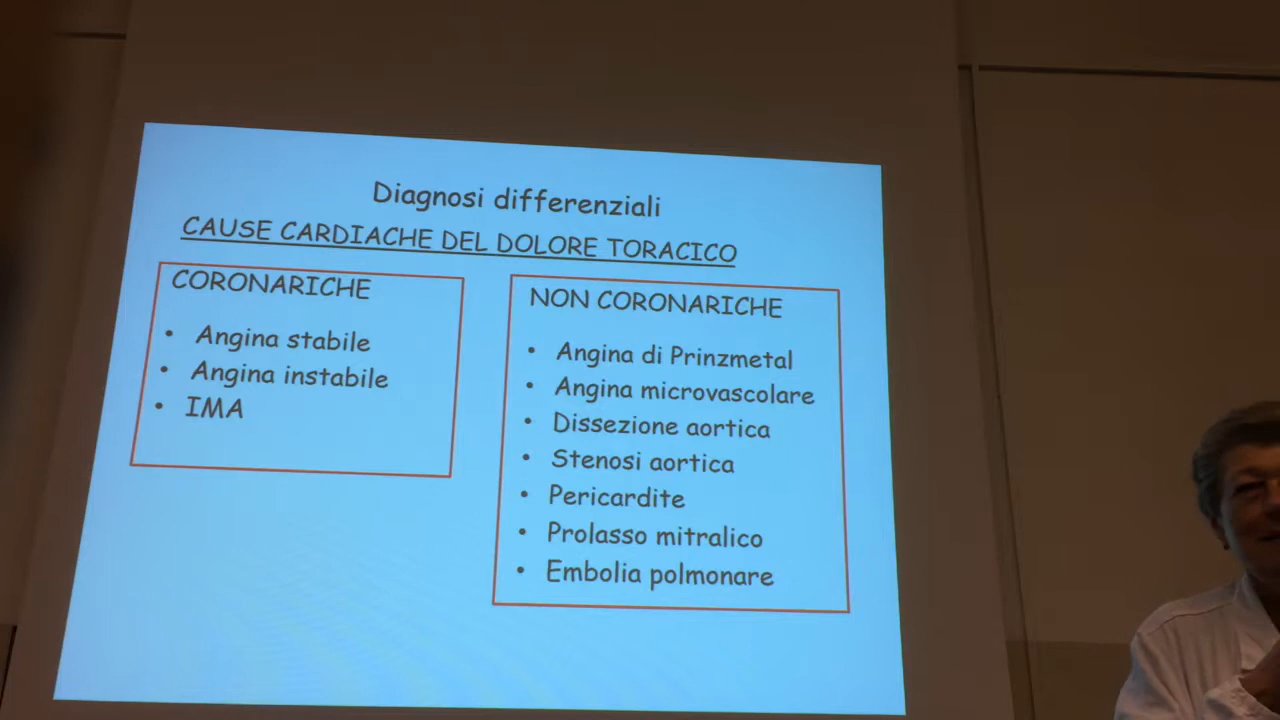 Diagnosi differenziali
CAUSE CARDIACHE DEL DOLORE TORACICO
CORONARICHE
• Angina stabile
• Angina instabile
• IMA
NON CORONARICHE
• Angina di Prinzmetal
• Angina microvascolare
• Dissezione aortica
• Stenosi aortica
• Pericardite
• Prolasso mitralico
• Embolia polmonare